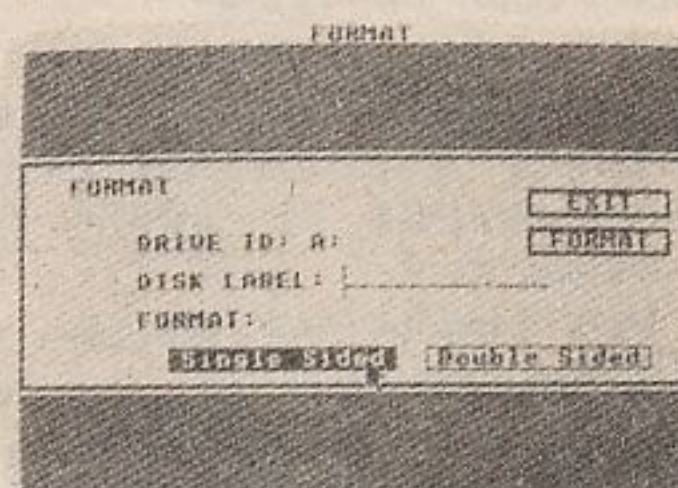 FORMAT
FORMAT
EXIT
DRIVE ID: A:
FORMAT
DISK LABEL:
FORMAT:
Single Sided Double Sided